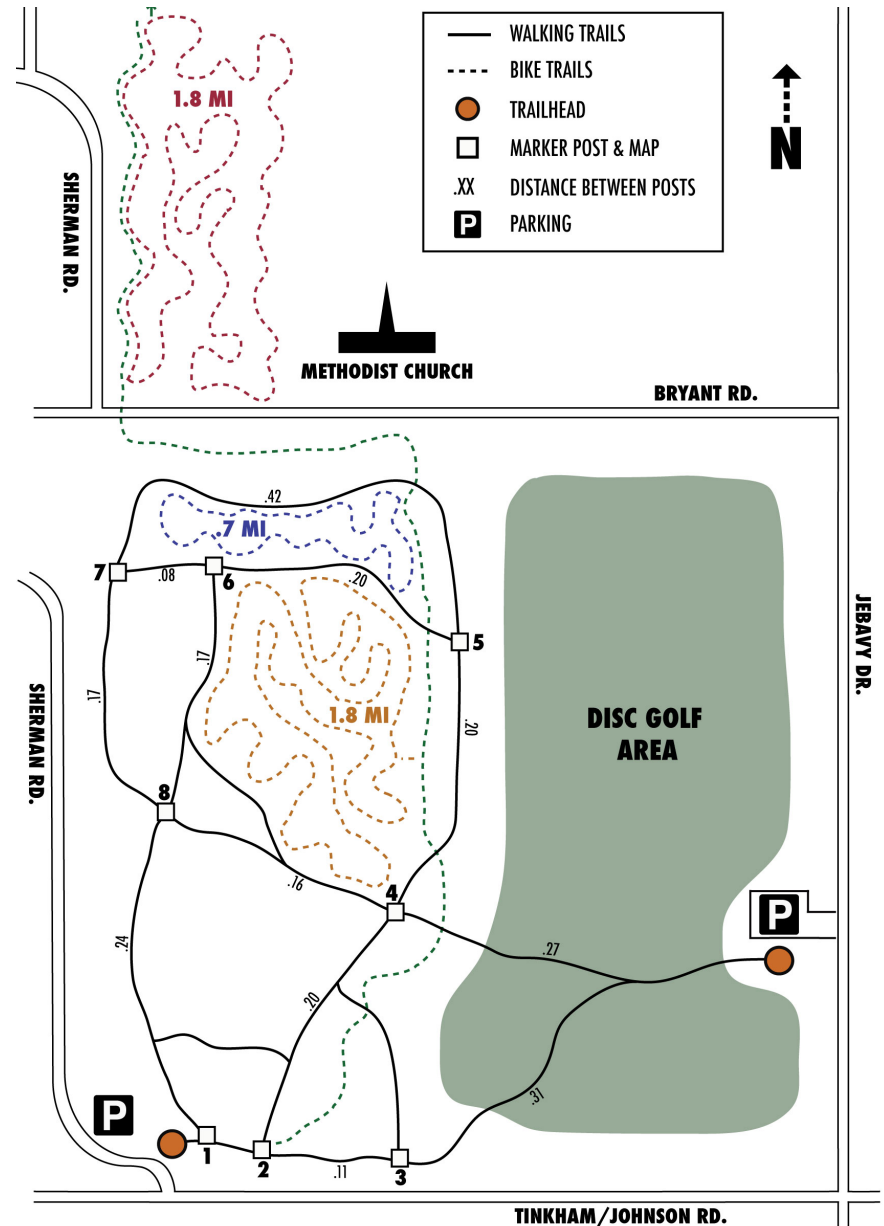 WALKING TRAILS
BIKE TRAILS
TRAILHEAD
MARKER POST & MAP
.XX DISTANCE BETWEEN POSTS
P PARKING
N
1.8 MI
SHERMAN RD.
METHODIST CHURCH
BRYANT RD.
.42
.7 MI
7
.08
6
.20
5
.17
.17
1.8 MI
.20
DISC GOLF
AREA
JEBAVY DR.
SHERMAN RD.
8
.16
4
P
.24
.27
.20
.31
P
1
2
.11
3
TINKHAM/JOHNSON RD.